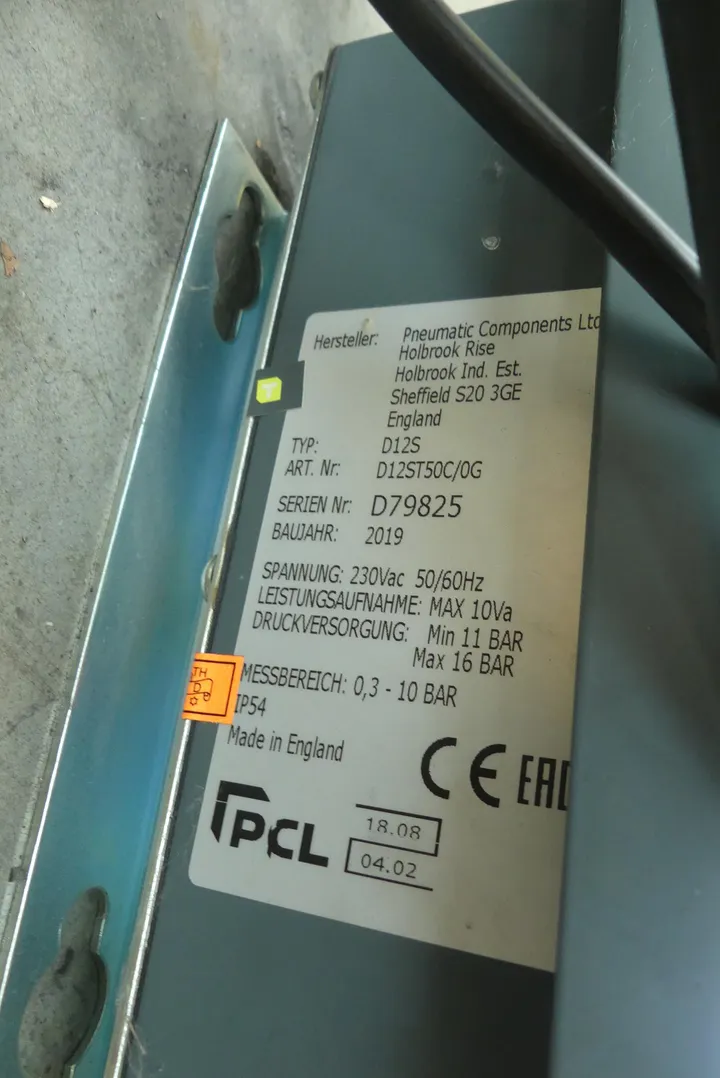 Hersteller: Pneumatic Components Ltd
Holbrook Rise
Holbrook Ind. Est.
Sheffield S20 3GE
England
TYP: D12S
ART. Nr: D12ST50C/0G
SERIEN Nr: D79825
BAUJAHR: 2019
SPANNUNG: 230Vac 50/60Hz
LEISTUNGSAUFNAHME: MAX 10Va
DRUCKVERSORGUNG: Min 11 BAR
Max 16 BAR
MESSBEREICH: 0,3 - 10 BAR
IP54
Made in England
CE EAC
PCL
18.08
04.02
T
TH
D